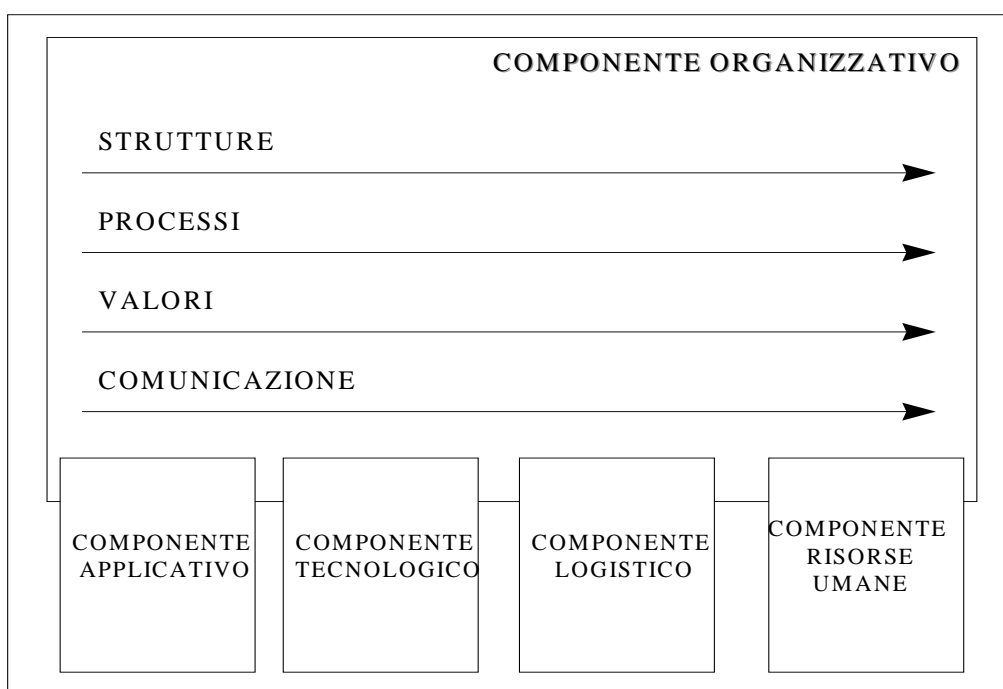 COMPONENTE ORGANIZZATIVO
STRUTTURE
PROCESSI
VALORI
COMUNICAZIONE
COMPONENTE
APPLICATIVO
COMPONENTE
TECNOLOGICO
COMPONENTE
LOGISTICO
COMPONENTE
RISORSE
UMANE